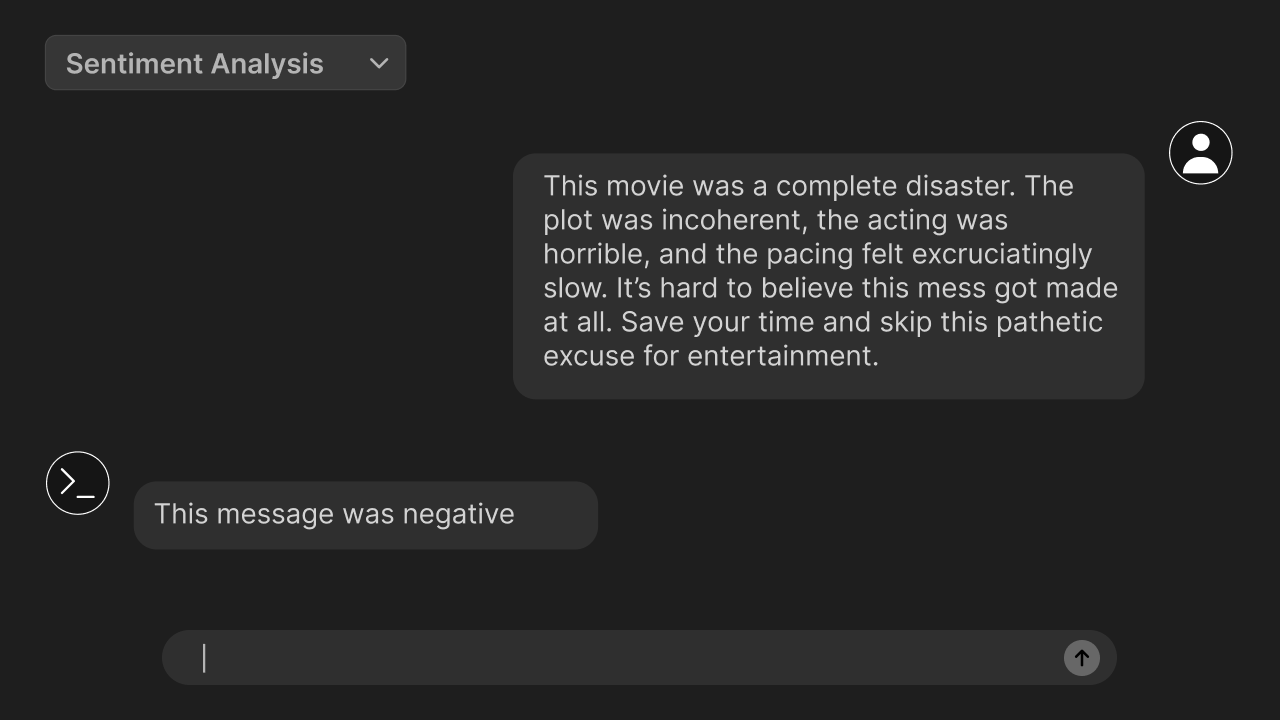 Sentiment Analysis
This movie was a complete disaster. The
plot was incoherent, the acting was
horrible, and the pacing felt excruciatingly
slow. It’s hard to believe this mess got made
at all. Save your time and skip this pathetic
excuse for entertainment.
This message was negative